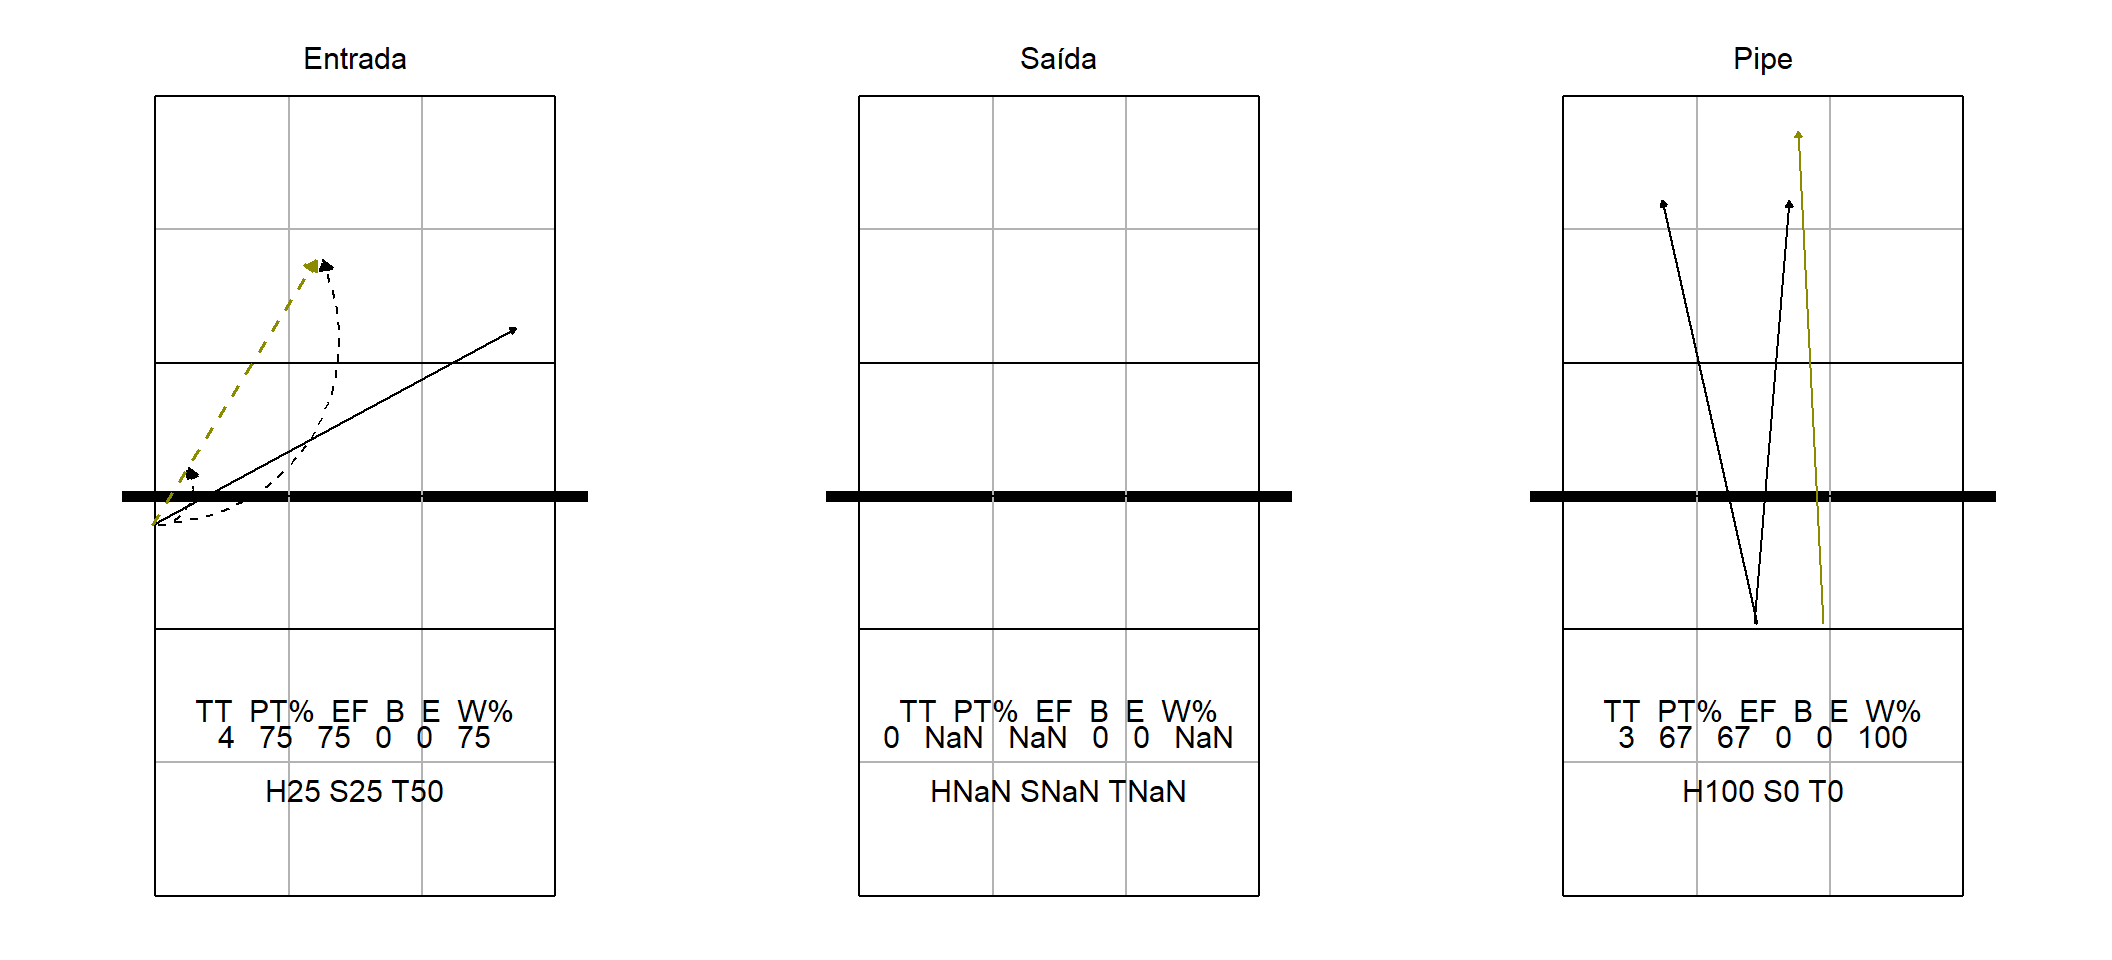 Entrada
TT PT% EF B E W%
4 75 75 0 0 75
H25 S25 T50
Saída
TT PT% EF B E W%
0 NaN NaN 0 0 NaN
HNaN SNaN TNaN
Pipe
TT PT% EF B E W%
3 67 67 0 0 100
H100 S0 T0